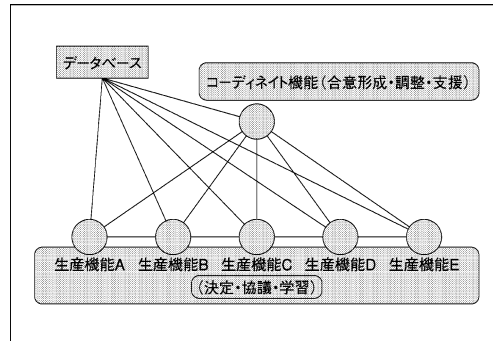 データベース
コーディネイト機能(合意形成・調整・支援)
生産機能A 生産機能B 生産機能C 生産機能D 生産機能E
(決定・協議・学習)